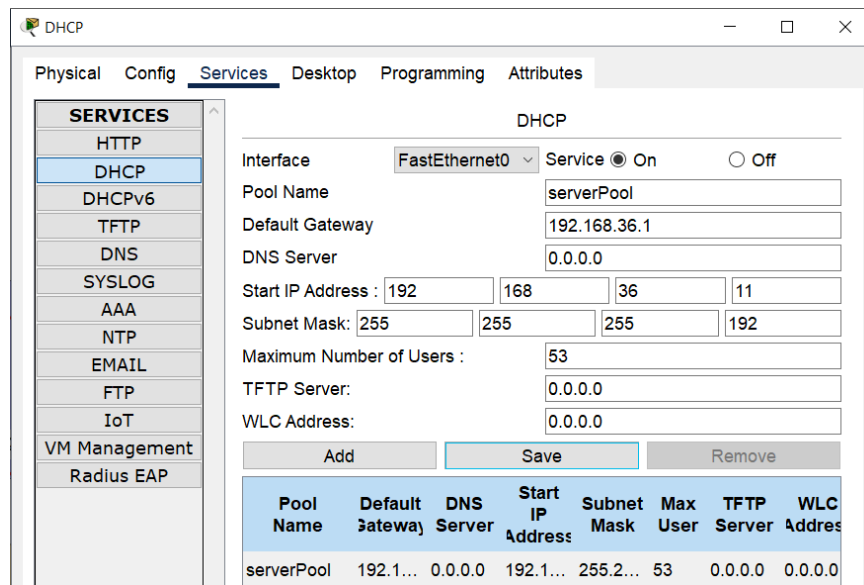 DHCP
Physical Config Services Desktop Programming Attributes
SERVICES
HTTP
DHCP
DHCPv6
TFTP
DNS
SYSLOG
AAA
NTP
EMAIL
FTP
IoT
VM Management
Radius EAP
DHCP
Interface FastEthernet0 Service On Off
Pool Name serverPool
Default Gateway 192.168.36.1
DNS Server 0.0.0.0
Start IP Address : 192 168 36 11
Subnet Mask: 255 255 255 192
Maximum Number of Users : 53
TFTP Server: 0.0.0.0
WLC Address: 0.0.0.0
Add Save Remove
Pool Name Default Gateway DNS Server Start IP Address Subnet Mask Max User TFTP Server WLC Addres
serverPool 192.1... 0.0.0.0 192.1... 255.2... 53 0.0.0.0 0.0.0.0